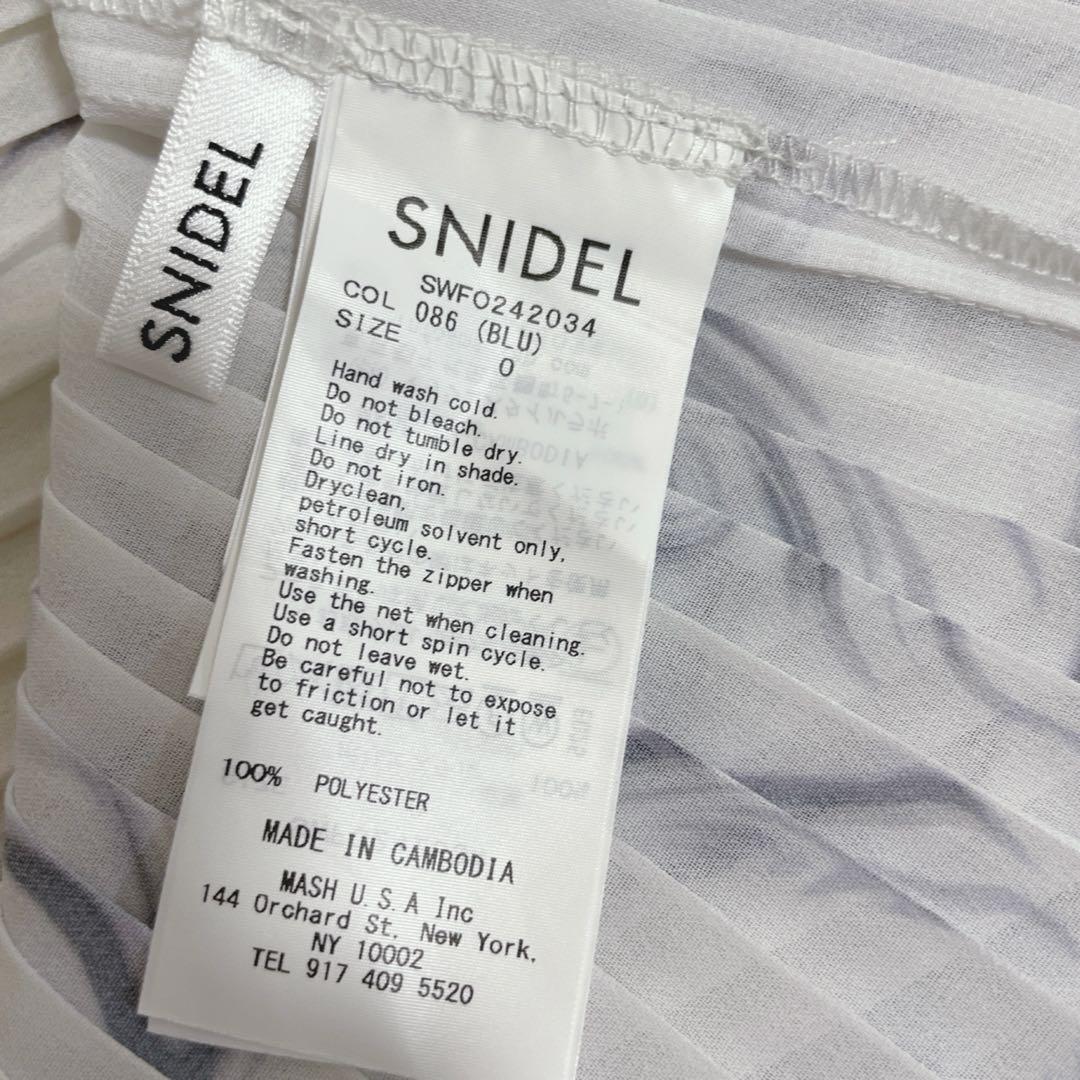 SNIDEL
SNIDEL
SWFO242034
COL 086 (BLU)
SIZE 0
Hand wash cold.
Do not bleach.
Do not tumble dry.
Line dry in shade.
Do not iron.
Dryclean,
petroleum solvent only,
short cycle.
Fasten the zipper when
washing.
Use the net when cleaning.
Use a short spin cycle.
Do not leave wet.
Be careful not to expose
to friction or let it
get caught.
100% POLYESTER
MADE IN CAMBODIA
MASH U.S.A Inc
144 Orchard St. New York.
NY 10002
TEL 917 409 5520